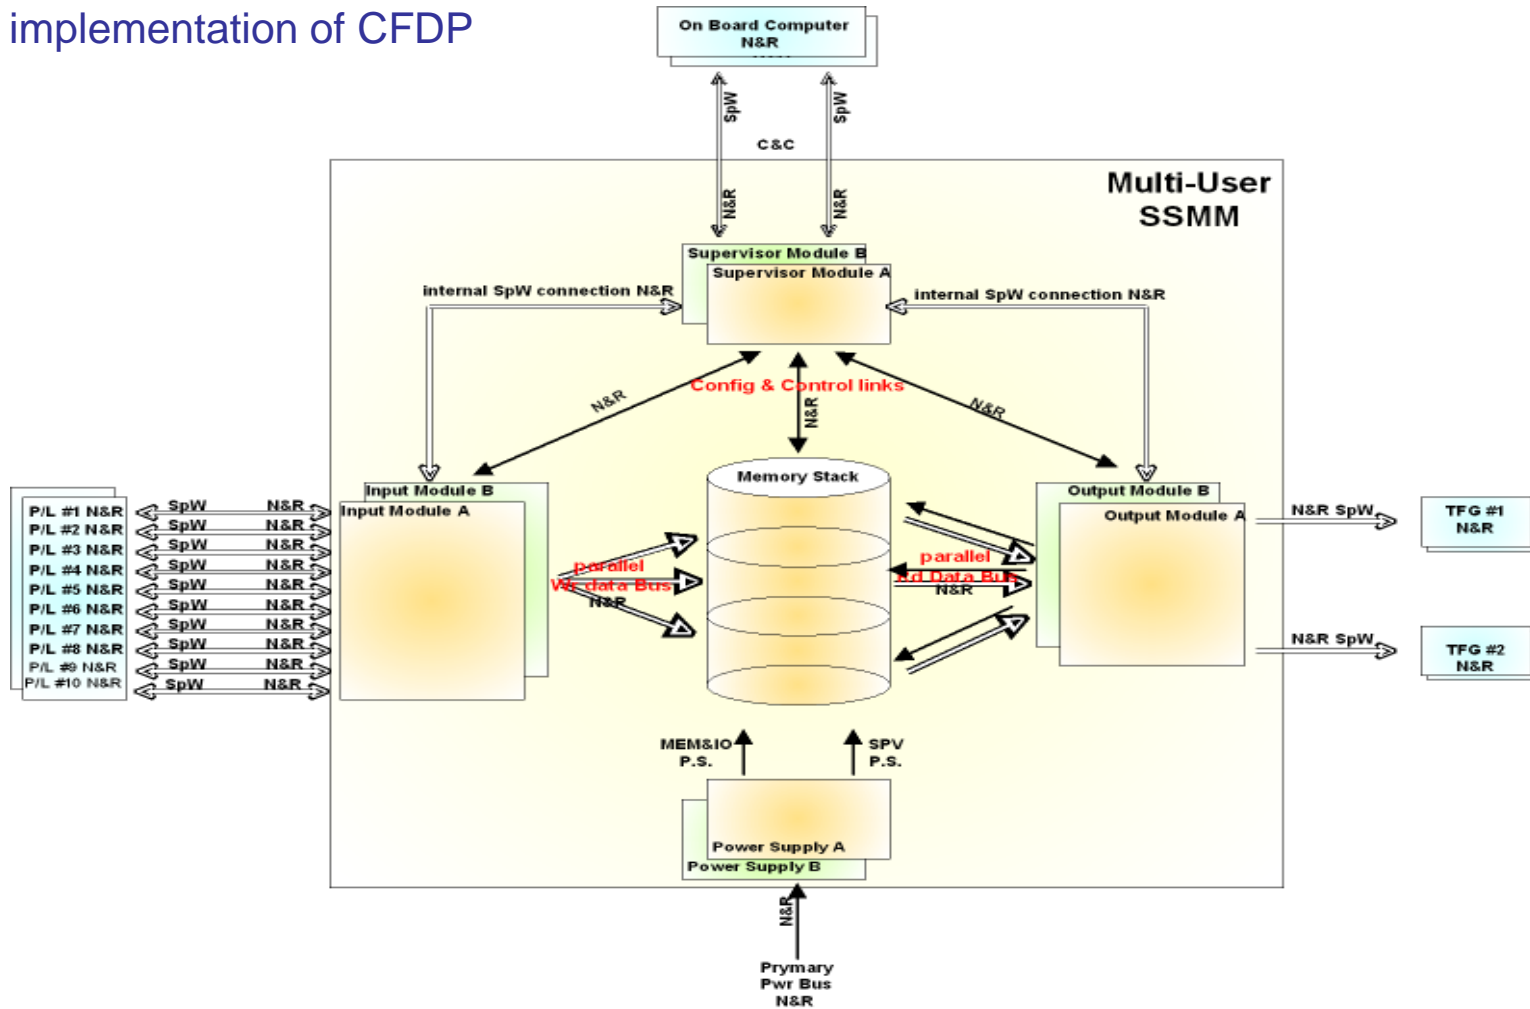 implementation of CFDP
On Board Computer
N&R
SpW
SpW
C&C
N&R
N&R
Multi-User
SSMM
Supervisor Module B
Supervisor Module A
internal SpW connection N&R
internal SpW connection N&R
Config & Control links
N&R
N&R
N&R
Memory Stack
Input Module B
Input Module A
Output Module B
Output Module A
P/L #1 N&R
P/L #2 N&R
P/L #3 N&R
P/L #4 N&R
P/L #5 N&R
P/L #6 N&R
P/L #7 N&R
P/L #8 N&R
P/L #9 N&R
P/L #10 N&R
SpW N&R
SpW N&R
SpW N&R
SpW N&R
SpW N&R
SpW N&R
SpW N&R
SpW N&R
SpW N&R
SpW N&R
parallel
Wr data Bus
N&R
parallel
Rd Data Bus
N&R
N&R SpW
TFG #1
N&R
N&R SpW
TFG #2
N&R
MEM&IO
P.S.
SPV
P.S.
Power Supply A
Power Supply B
N&R
Prymary
Pwr Bus
N&R